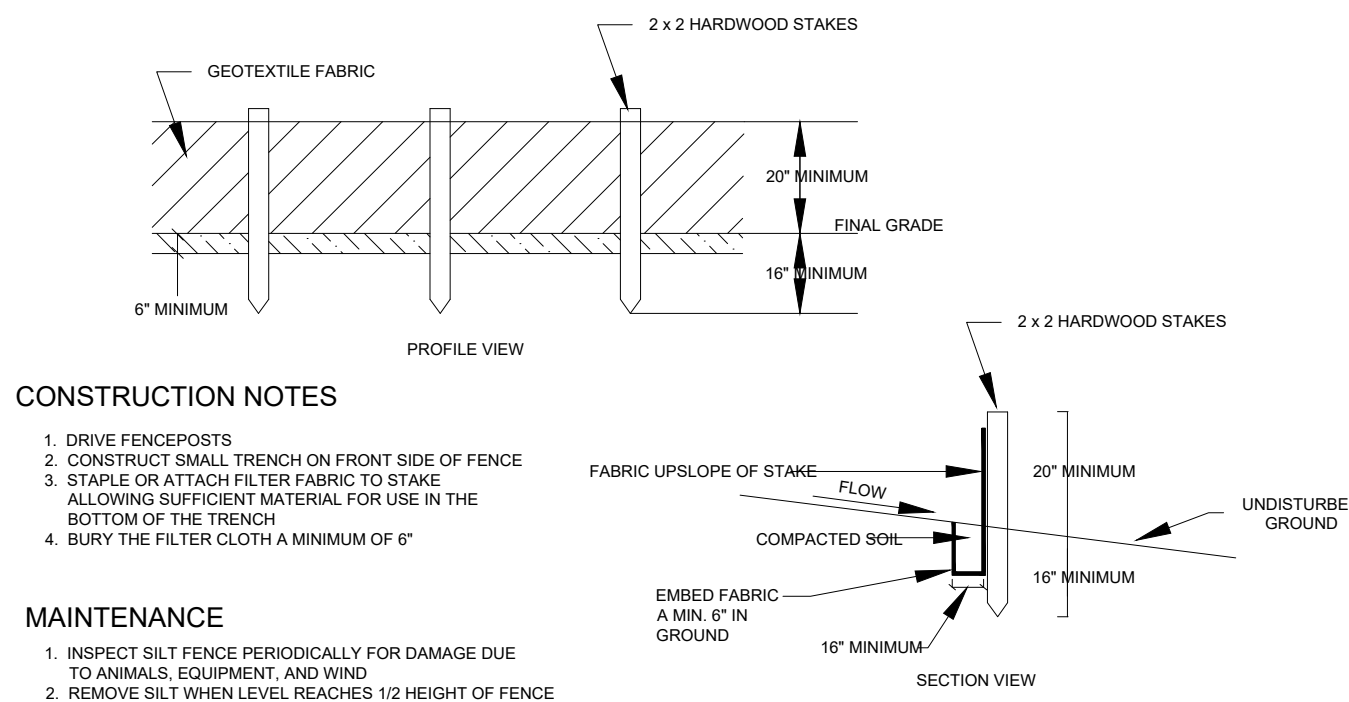 2 x 2 HARDWOOD STAKES
GEOTEXTILE FABRIC
20" MINIMUM
FINAL GRADE
16" MINIMUM
6" MINIMUM
PROFILE VIEW
CONSTRUCTION NOTES
1. DRIVE FENCEPOSTS
2. CONSTRUCT SMALL TRENCH ON FRONT SIDE OF FENCE
3. STAPLE OR ATTACH FILTER FABRIC TO STAKE
ALLOWING SUFFICIENT MATERIAL FOR USE IN THE
BOTTOM OF THE TRENCH
4. BURY THE FILTER CLOTH A MINIMUM OF 6"
MAINTENANCE
1. INSPECT SILT FENCE PERIODICALLY FOR DAMAGE DUE
TO ANIMALS, EQUIPMENT, AND WIND
2. REMOVE SILT WHEN LEVEL REACHES 1/2 HEIGHT OF FENCE
2 x 2 HARDWOOD STAKES
FABRIC UPSLOPE OF STAKE
20" MINIMUM
FLOW
UNDISTURBE
GROUND
COMPACTED SOIL
16" MINIMUM
EMBED FABRIC
A MIN. 6" IN
GROUND
16" MINIMUM
SECTION VIEW